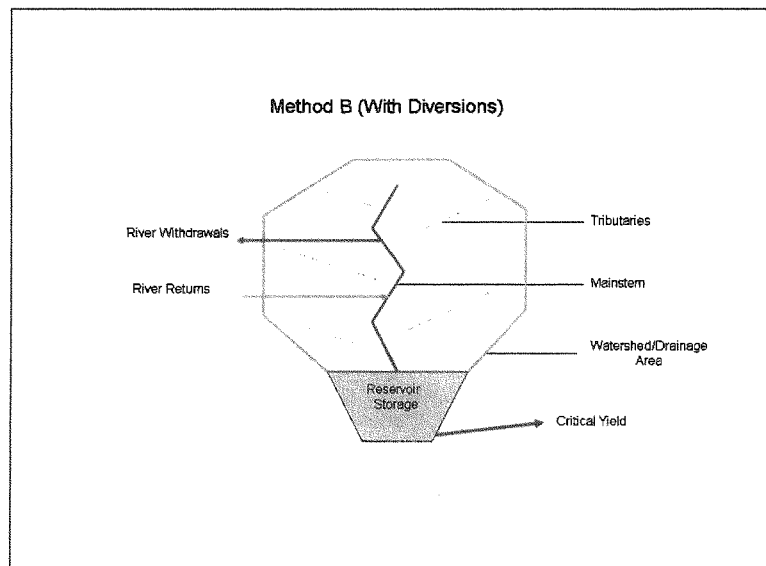 Method B (With Diversions)
River Withdrawals
Tributaries
River Returns
Mainstem
Watershed/Drainage
Area
Reservoir
Storage
Critical Yield